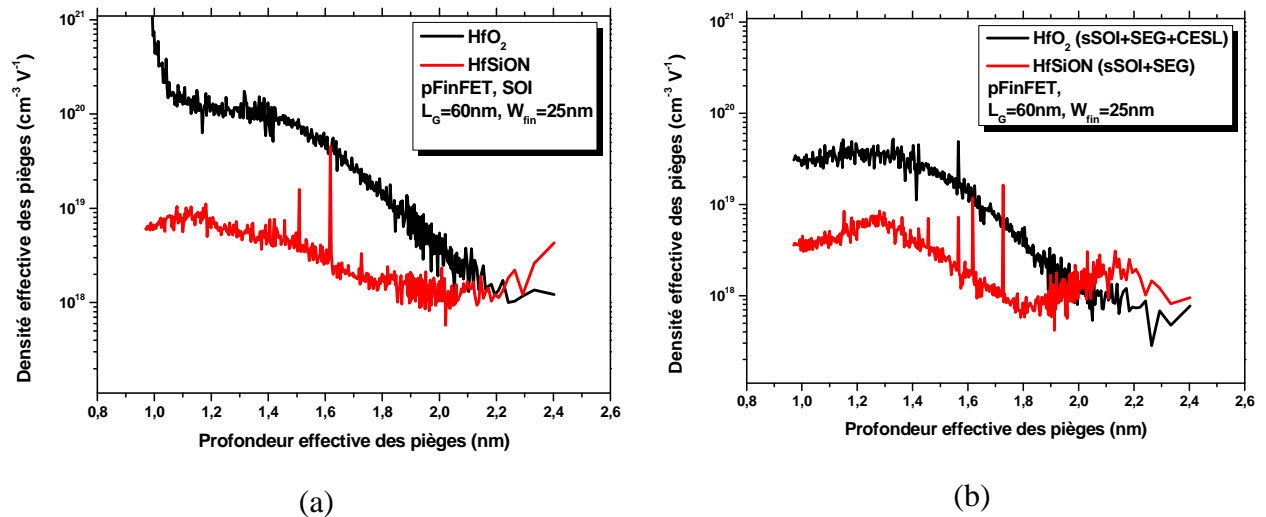 Densité effective des pièges (cm⁻³ V⁻¹)
10²¹
10²⁰
10¹⁹
10¹⁸
HfO₂
HfSiON
pFinFET, SOI
L_G=60nm, W_fin=25nm
0,8 1,0 1,2 1,4 1,6 1,8 2,0 2,2 2,4 2,6
Profondeur effective des pièges (nm)
(a)
Densité effective des pièges (cm⁻³ V⁻¹)
10²¹
10²⁰
10¹⁹
10¹⁸
HfO₂ (sSOI+SEG+CESL)
HfSiON (sSOI+SEG)
pFinFET,
L_G=60nm, W_fin=25nm
0,8 1,0 1,2 1,4 1,6 1,8 2,0 2,2 2,4 2,6
Profondeur effective des pièges (nm)
(b)